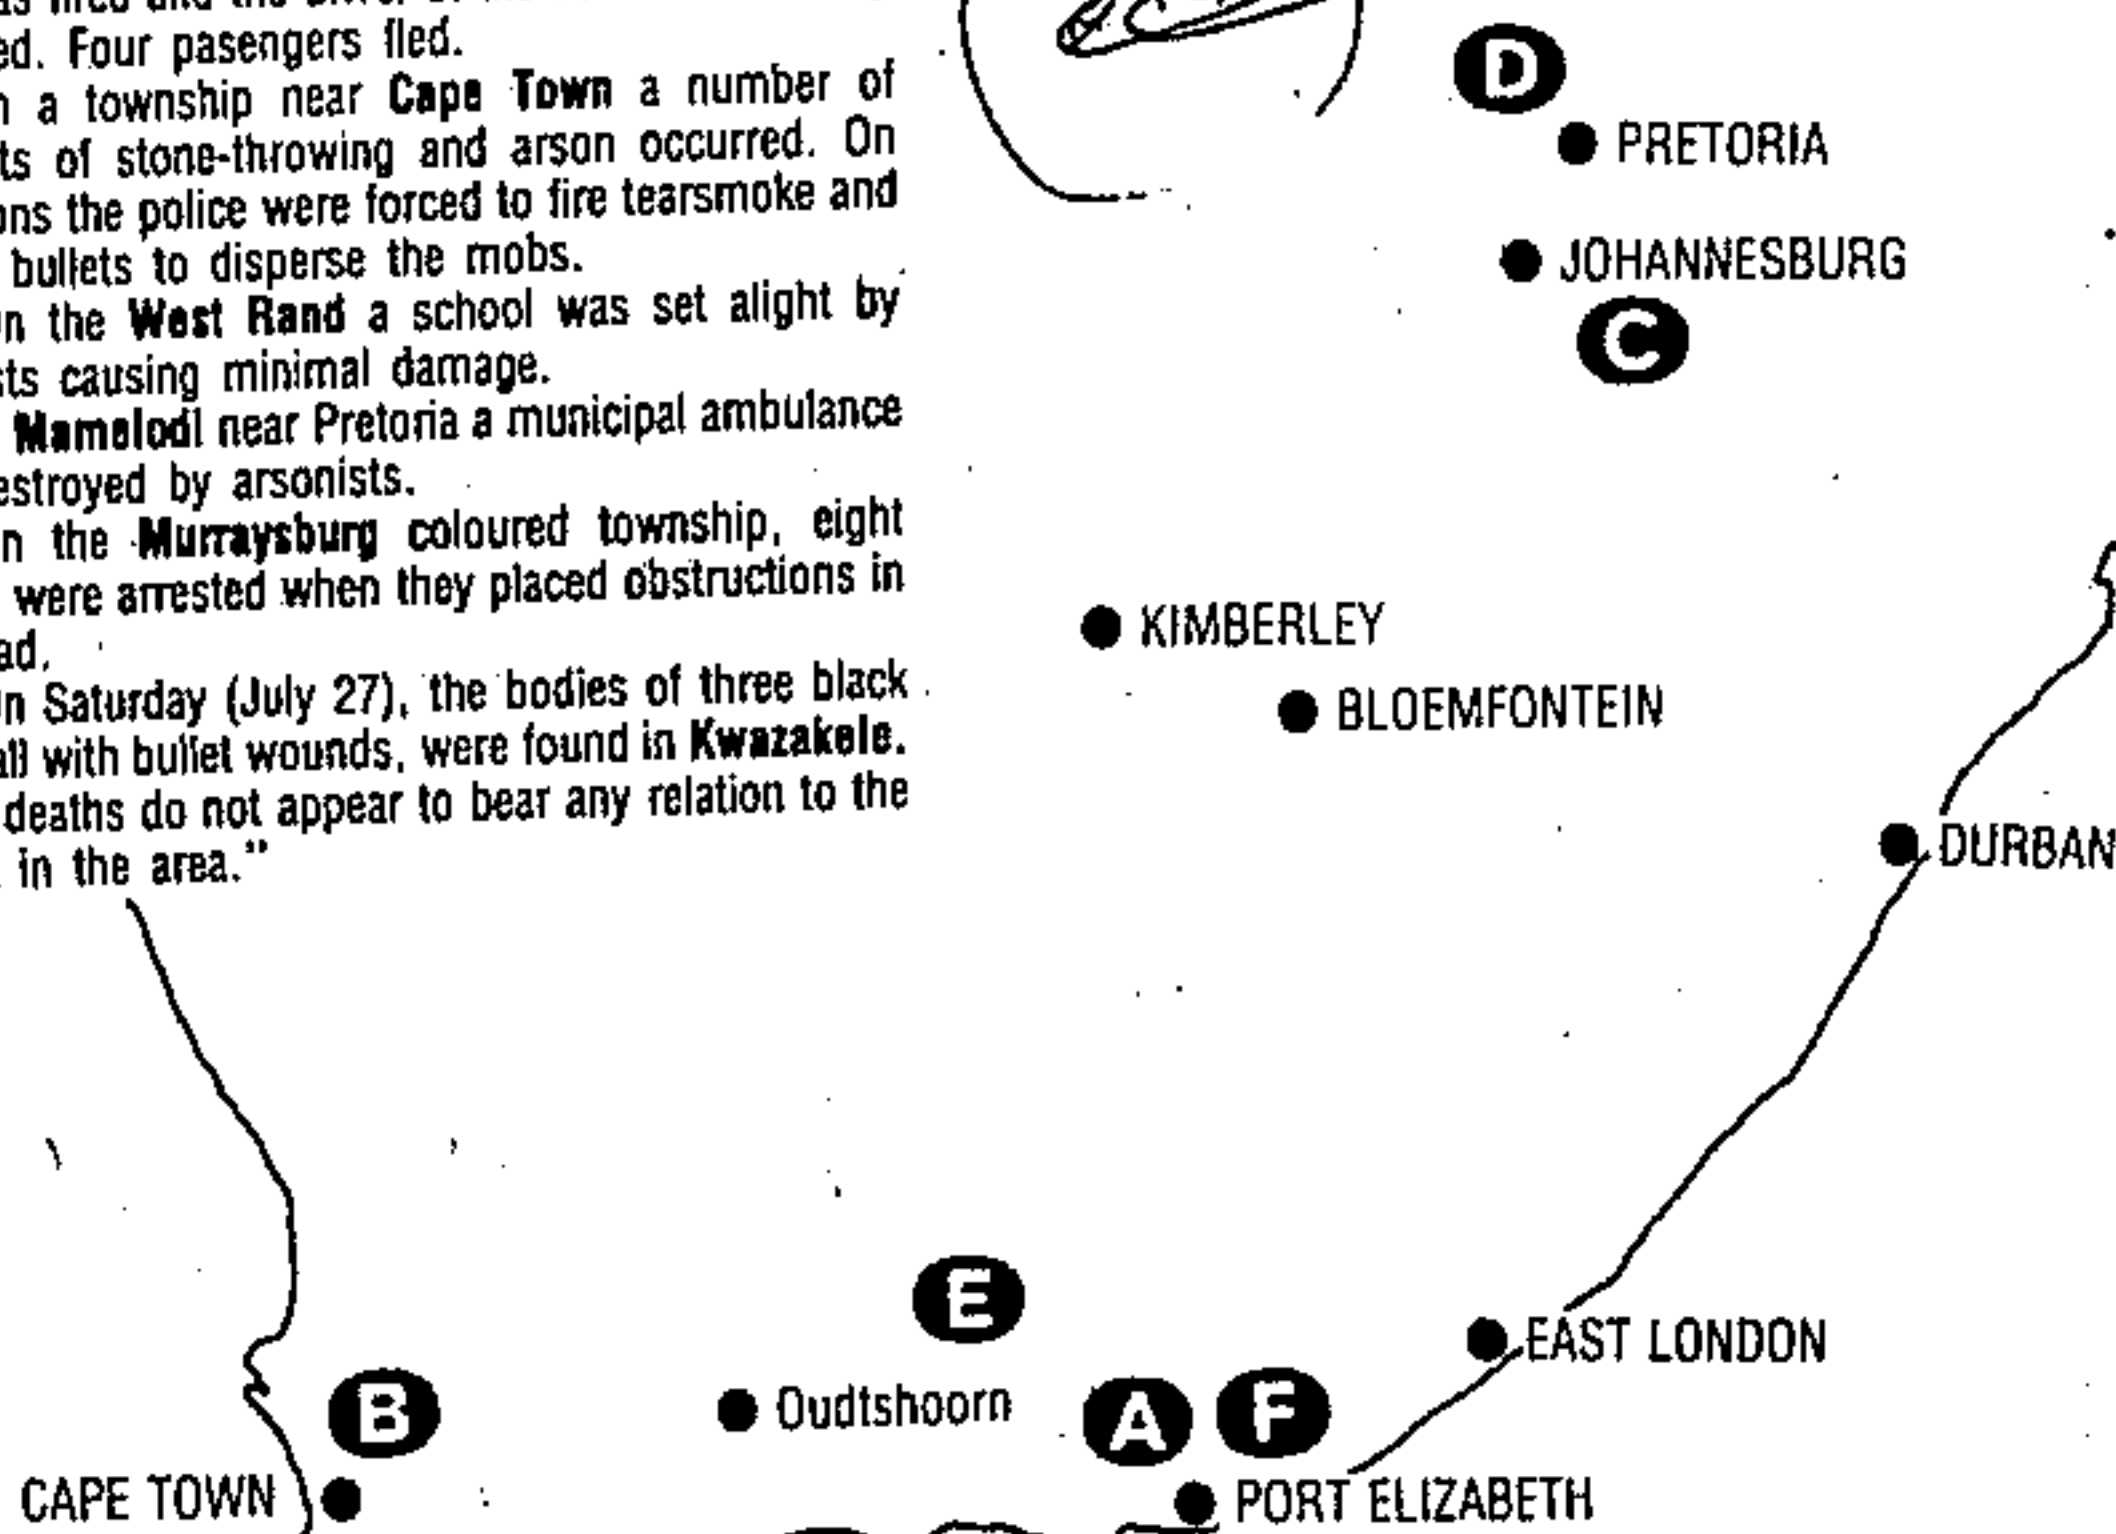 ed. Four pasengers fled.
n a township near Cape Town a number of
ts of stone-throwing and arson occurred. On
ons the police were forced to fire tearsmoke and
bullets to disperse the mobs.
n the West Rand a school was set alight by
sts causing minimal damage.
Mamelodi near Pretoria a municipal ambulance
estroyed by arsonists.
n the Murraysburg coloured township, eight
were arrested when they placed obstructions in
ad.
n Saturday (July 27), the bodies of three black
all with bullet wounds, were found in Kwazakele.
deaths do not appear to bear any relation to the
in the area."
D
PRETORIA
JOHANNESBURG
C
KIMBERLEY
BLOEMFONTEIN
DURBAN
E
EAST LONDON
B
Oudtshoorn
A F
CAPE TOWN
PORT ELIZABETH